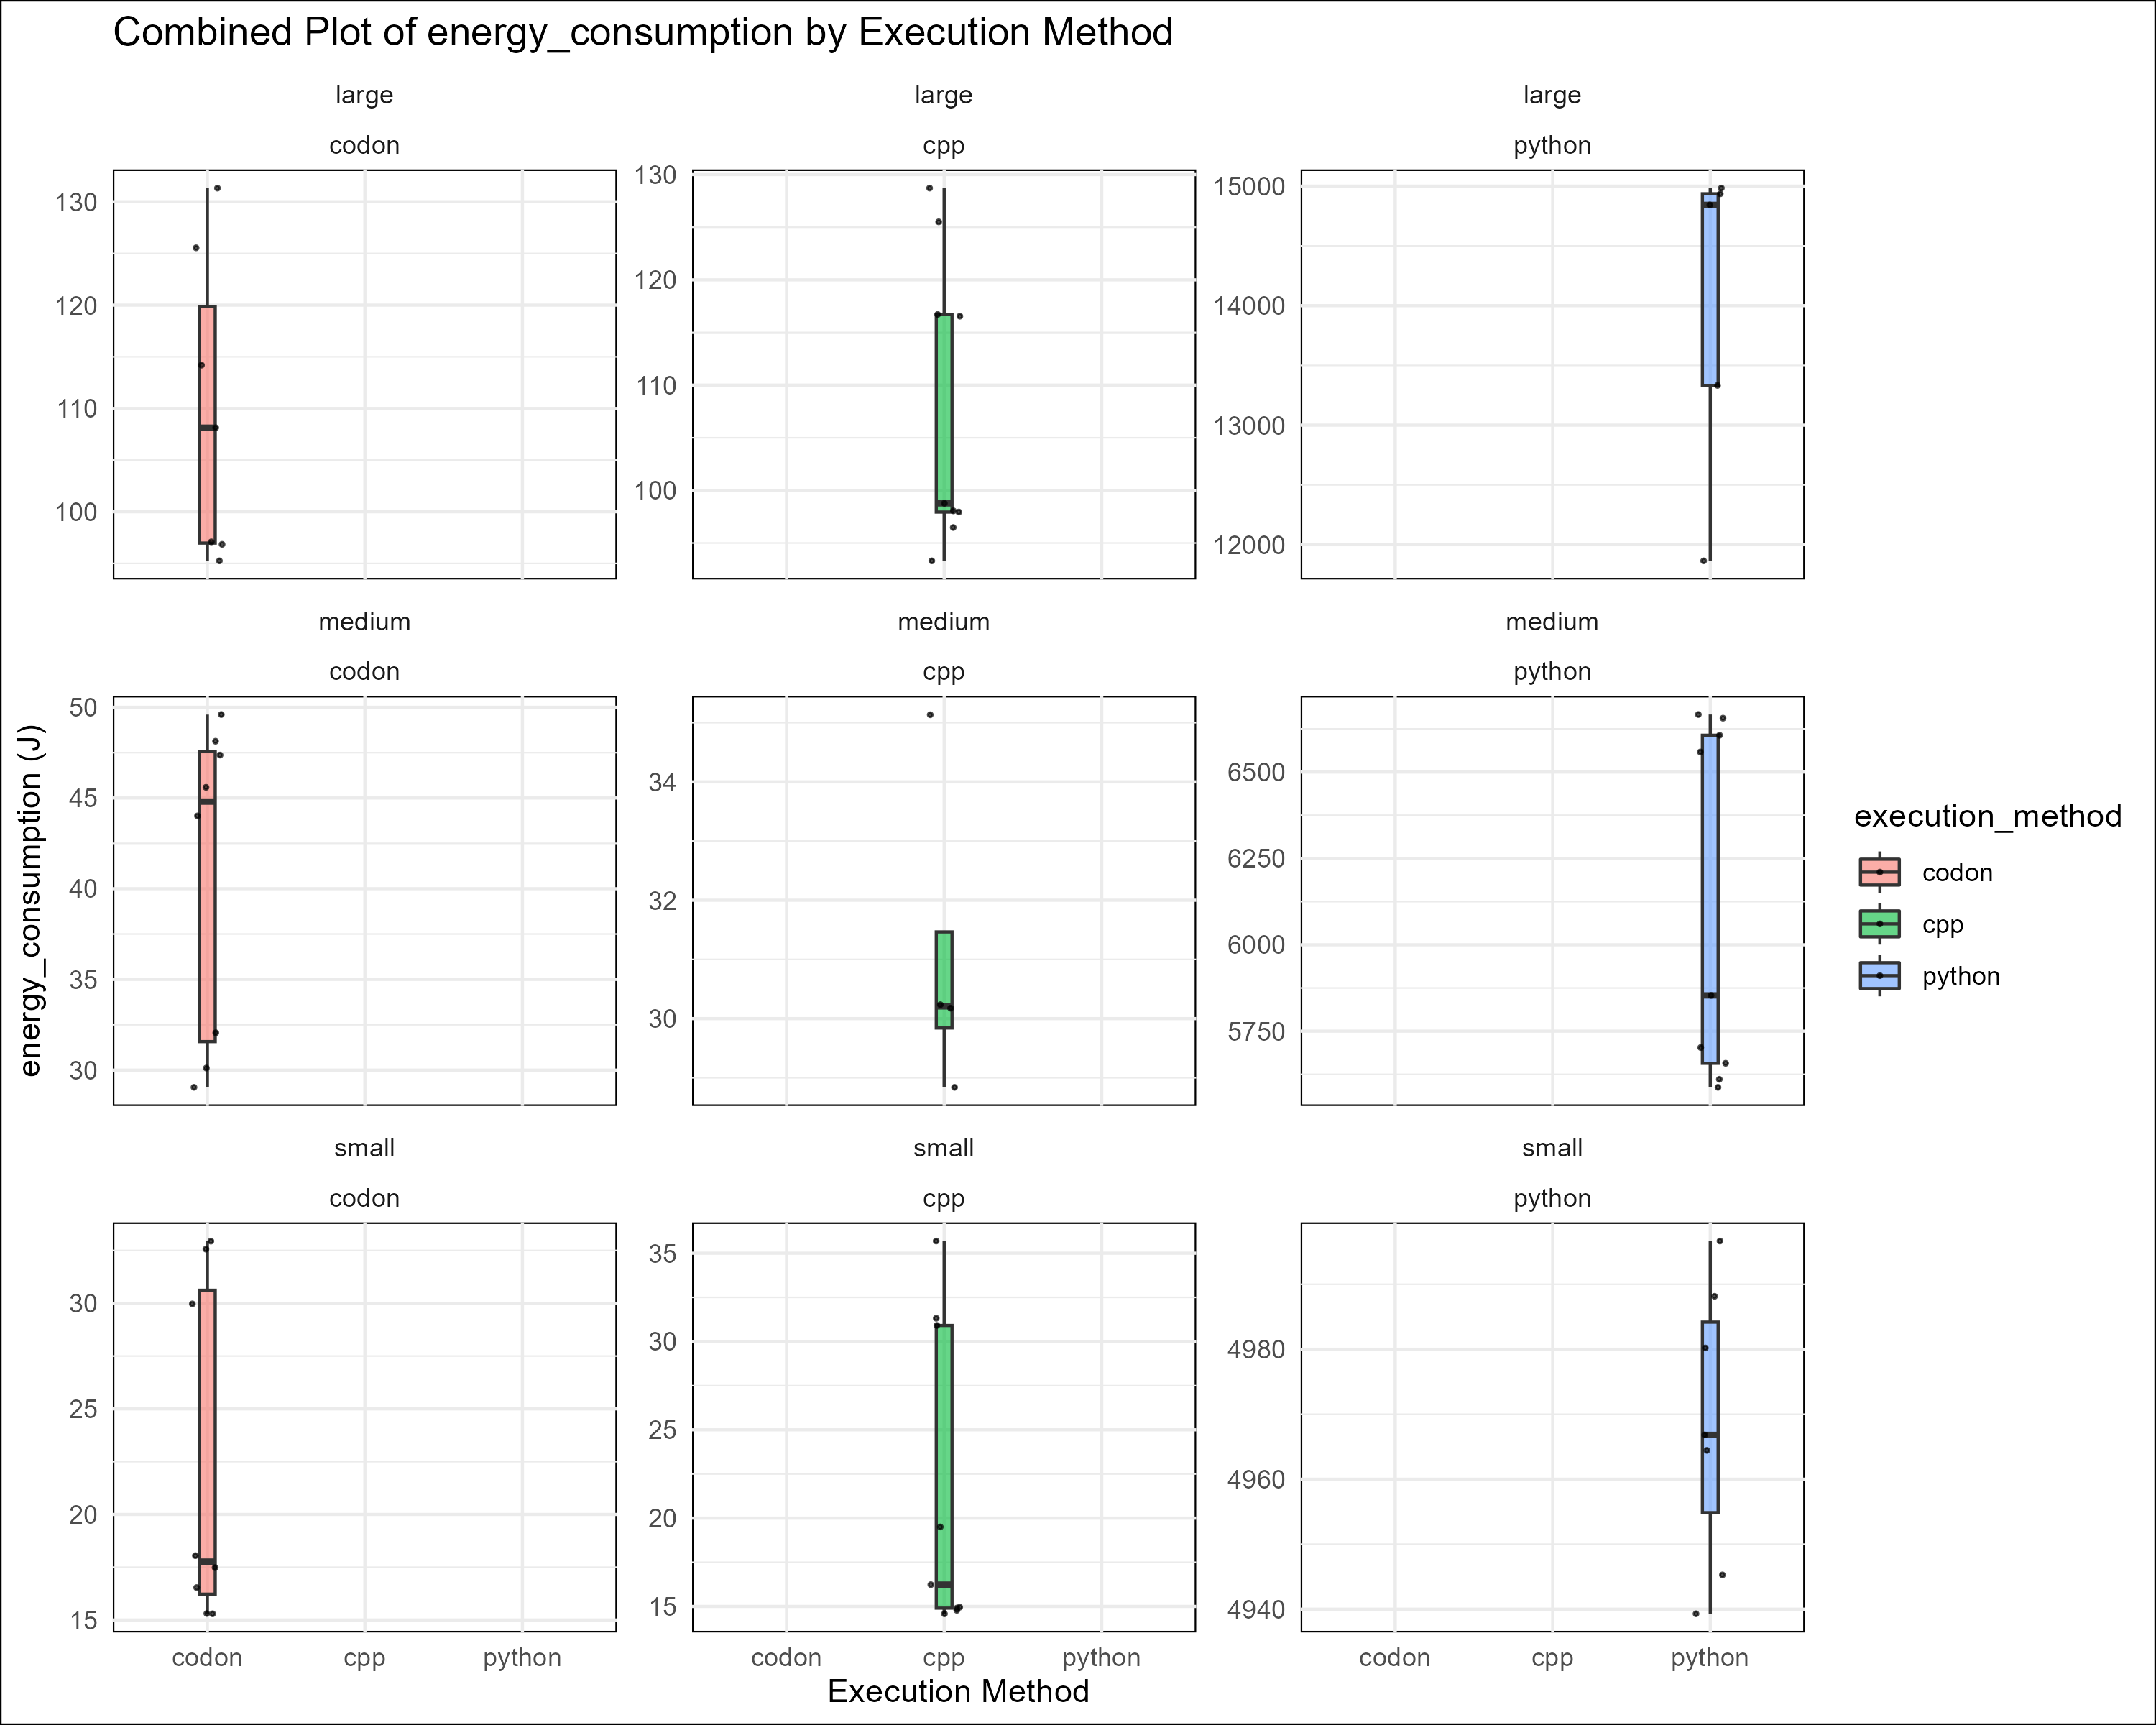 Combined Plot of energy_consumption by Execution Method
large
codon
large
cpp
large
python
130
120
110
100
130
120
110
100
15000
14000
13000
12000
medium
codon
medium
cpp
medium
python
50
45
40
35
30
34
32
30
6500
6250
6000
5750
small
codon
small
cpp
small
python
30
25
20
15
35
30
25
20
15
4980
4960
4940
codon cpp python
codon cpp python
codon cpp python
Execution Method
energy_consumption (J)
execution_method
codon
cpp
python